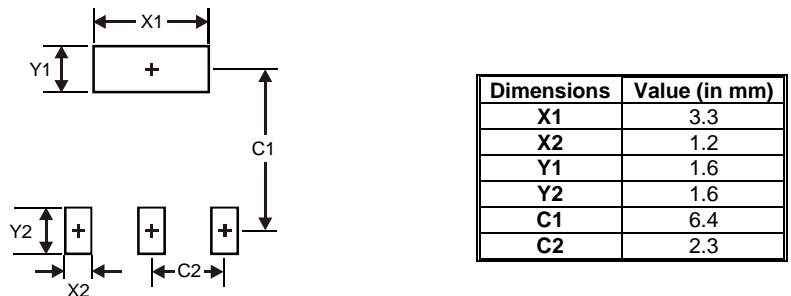 X1
Y1
C1
Y2
C2
X2
Dimensions Value (in mm)
X1 3.3
X2 1.2
Y1 1.6
Y2 1.6
C1 6.4
C2 2.3